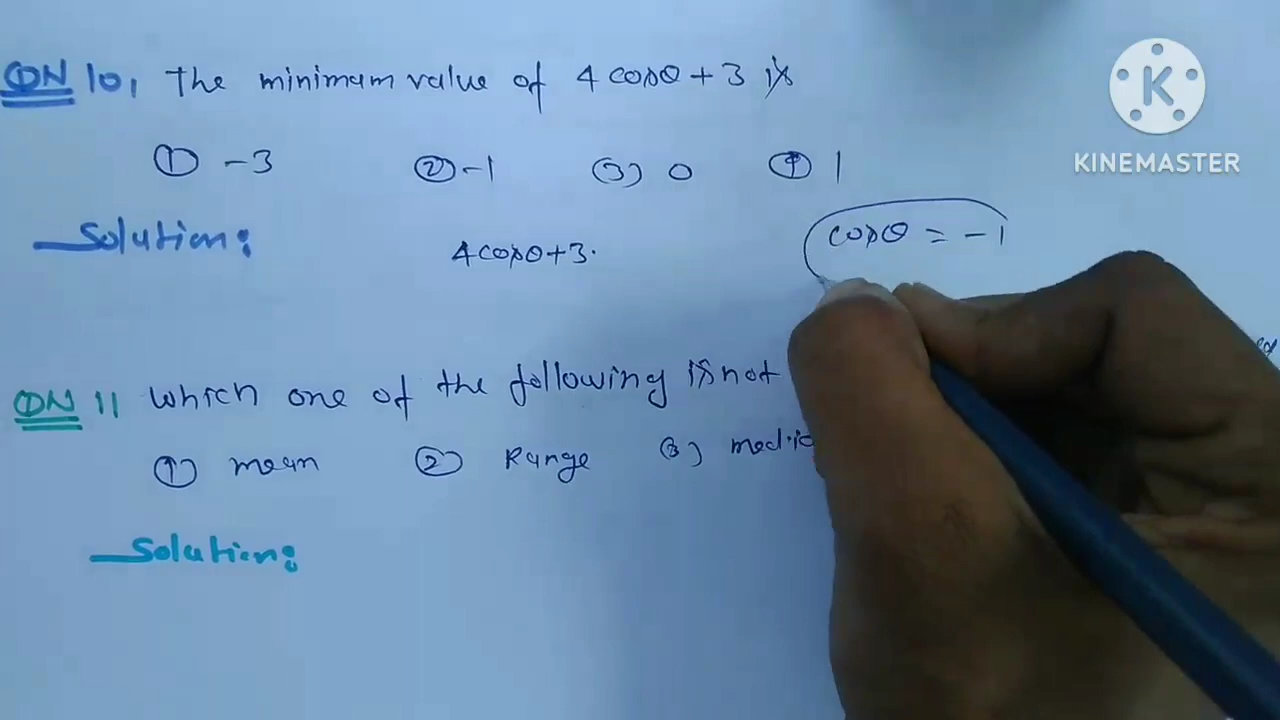 QN 10, The minimum value of 4 cosθ + 3 is
① -3 ② -1 (3) 0 ④ 1
Solution:
4cosθ+3.
cosθ = -1
QN 11 which one of the following is not
① mean ② Range (3)
Solution:
K
KINEMASTER